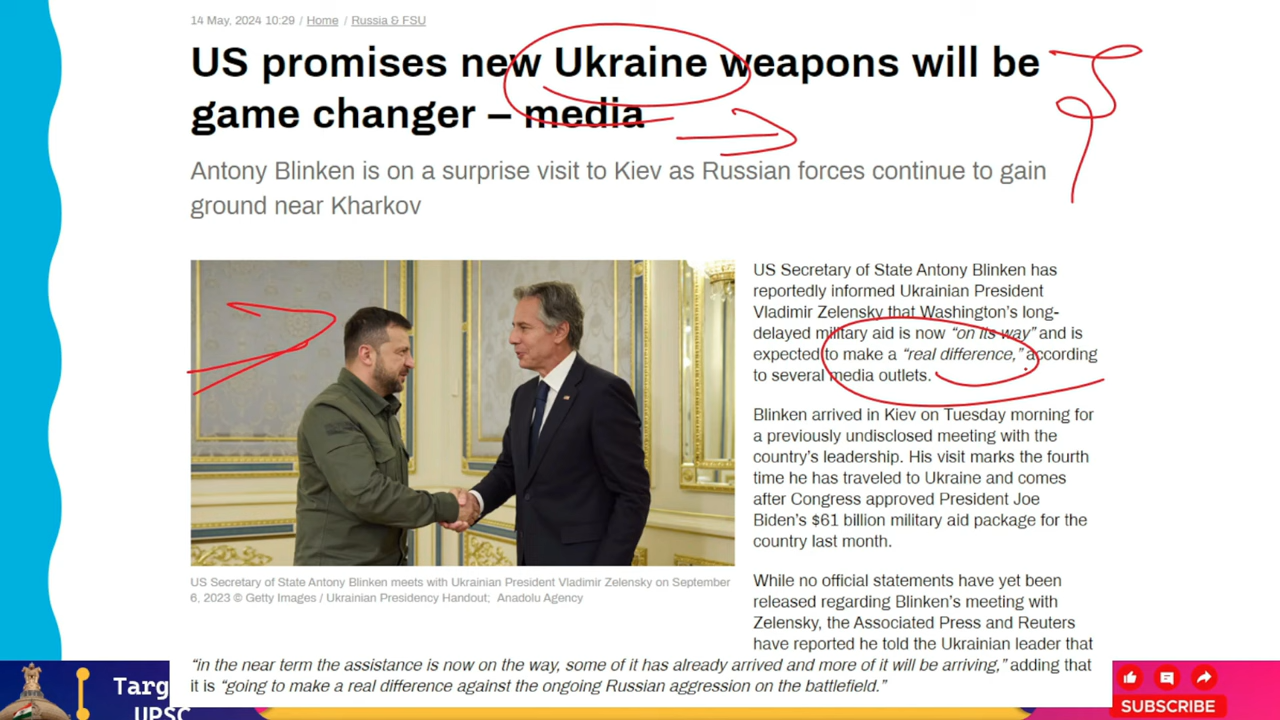 14 May, 2024 10:29 / Home / Russia & FSU
US promises new Ukraine weapons will be
game changer – media
Antony Blinken is on a surprise visit to Kiev as Russian forces continue to gain
ground near Kharkov
US Secretary of State Antony Blinken has
reportedly informed Ukrainian President
Vladimir Zelensky that Washington's long-
delayed military aid is now “on its way” and is
expected to make a “real difference,” according
to several media outlets.
Blinken arrived in Kiev on Tuesday morning for
a previously undisclosed meeting with the
country's leadership. His visit marks the fourth
time he has traveled to Ukraine and comes
after Congress approved President Joe
Biden's $61 billion military aid package for the
country last month.
US Secretary of State Antony Blinken meets with Ukrainian President Vladimir Zelensky on September
6, 2023 © Getty Images / Ukrainian Presidency Handout; Anadolu Agency
While no official statements have yet been
released regarding Blinken's meeting with
Zelensky, the Associated Press and Reuters
have reported he told the Ukrainian leader that
“in the near term the assistance is now on the way, some of it has already arrived and more of it will be arriving,” adding that
it is “going to make a real difference against the ongoing Russian aggression on the battlefield.”
Targ
UPSC
SUBSCRIBE